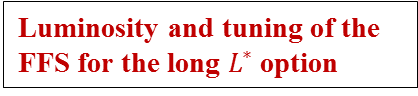 Luminosity and tuning of the
FFS for the long L* option